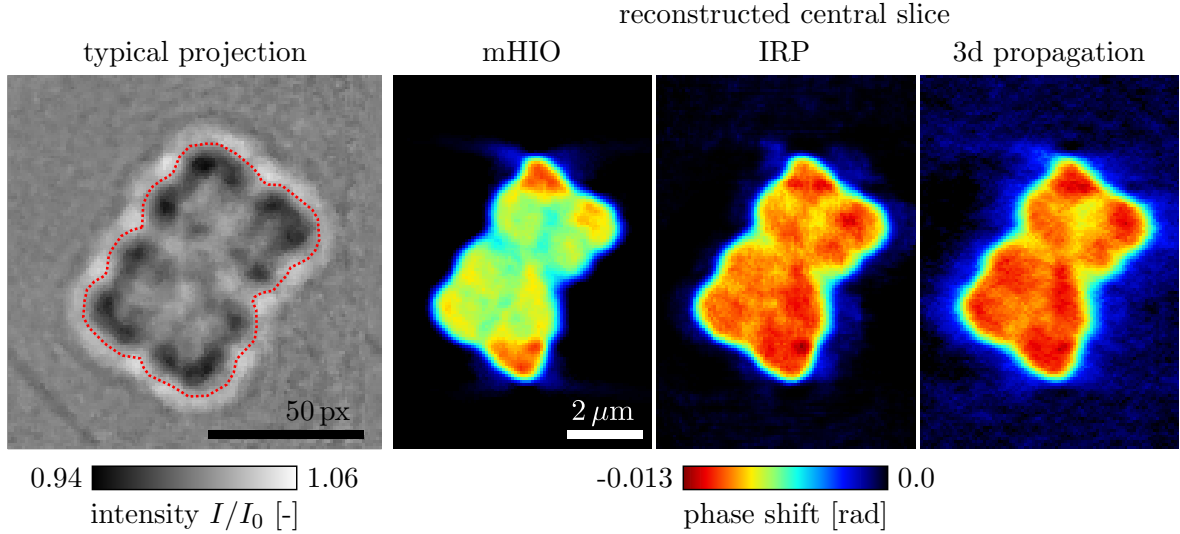 reconstructed central slice
typical projection
mHIO
IRP
3d propagation
50 px
2 μm
0.94
1.06
intensity I/I₀ [-]
-0.013
0.0
phase shift [rad]